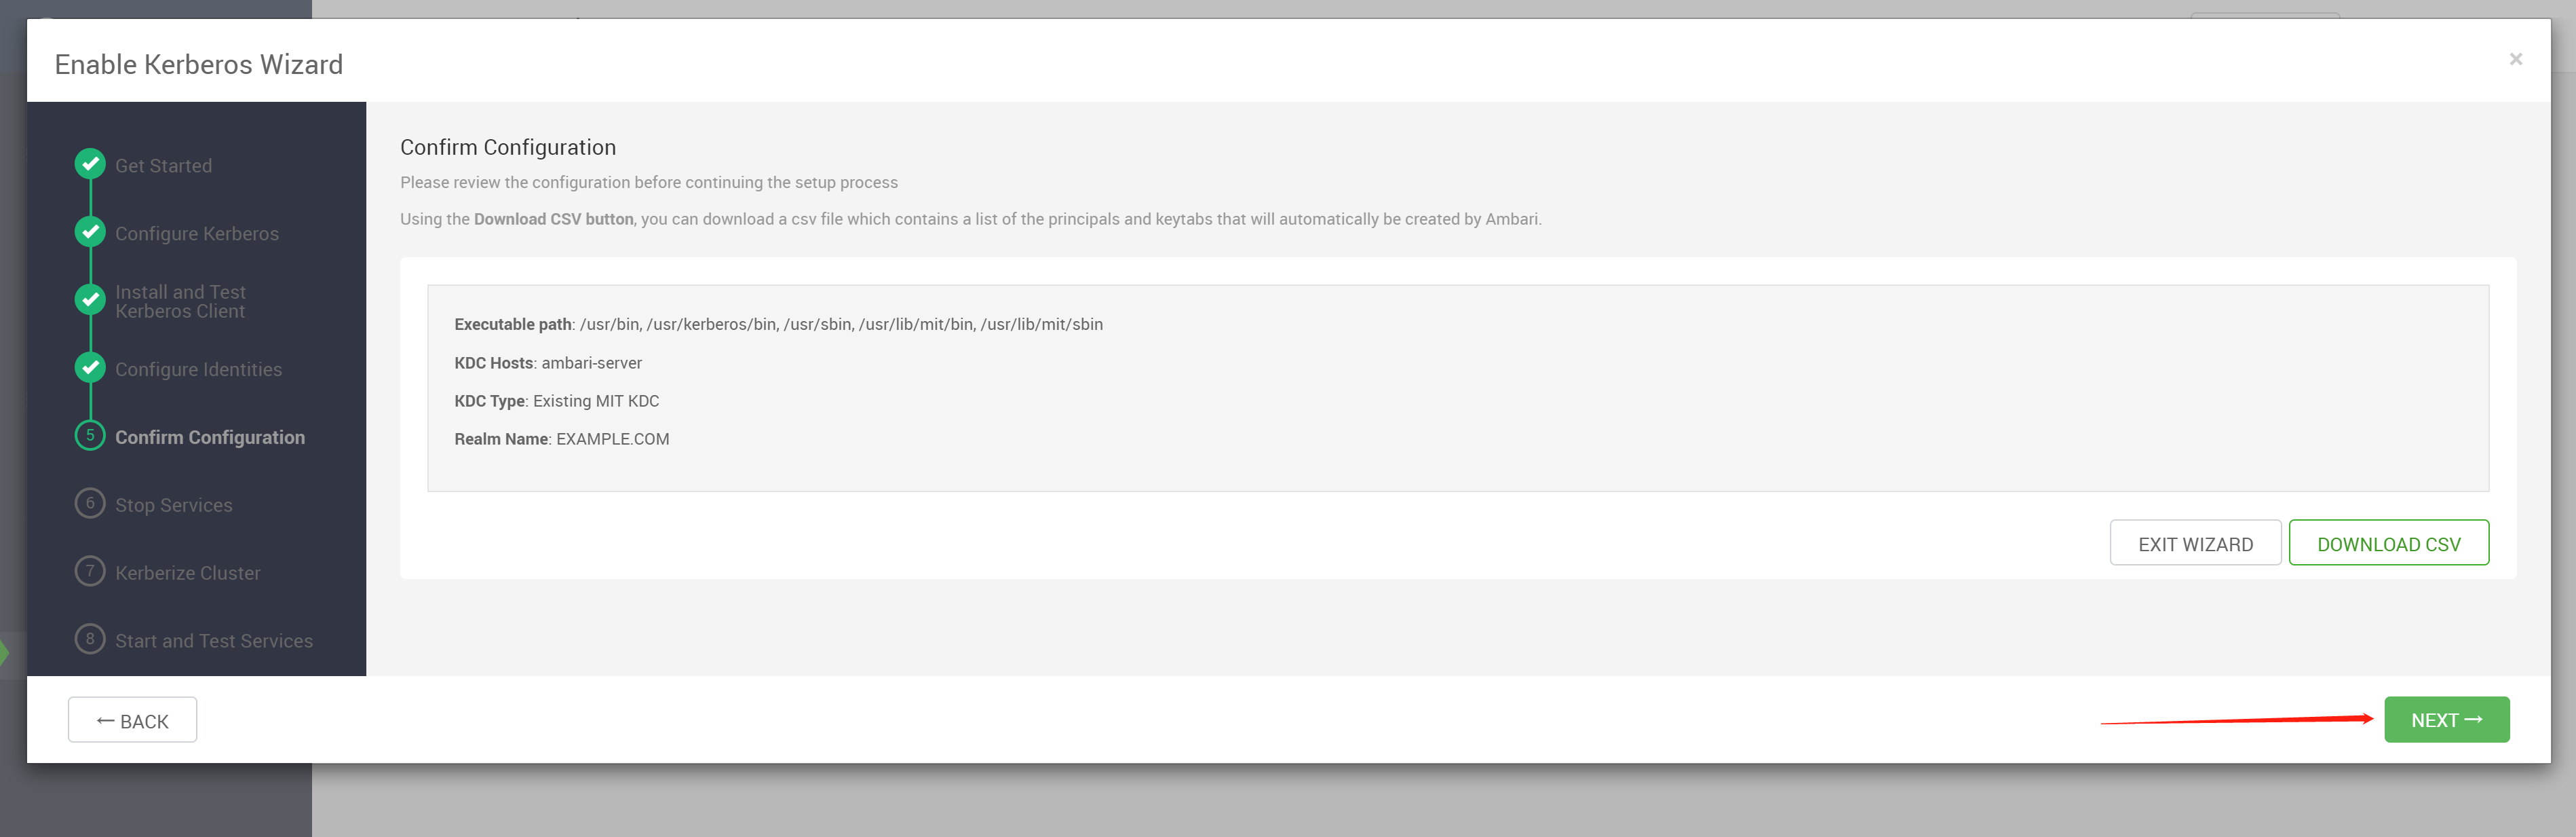 Enable Kerberos Wizard
×
Get Started
Configure Kerberos
Install and Test
Kerberos Client
Configure Identities
5 Confirm Configuration
6 Stop Services
7 Kerberize Cluster
8 Start and Test Services
Confirm Configuration
Please review the configuration before continuing the setup process
Using the Download CSV button, you can download a csv file which contains a list of the principals and keytabs that will automatically be created by Ambari.
Executable path: /usr/bin, /usr/kerberos/bin, /usr/sbin, /usr/lib/mit/bin, /usr/lib/mit/sbin
KDC Hosts: ambari-server
KDC Type: Existing MIT KDC
Realm Name: EXAMPLE.COM
EXIT WIZARD
DOWNLOAD CSV
← BACK
NEXT →